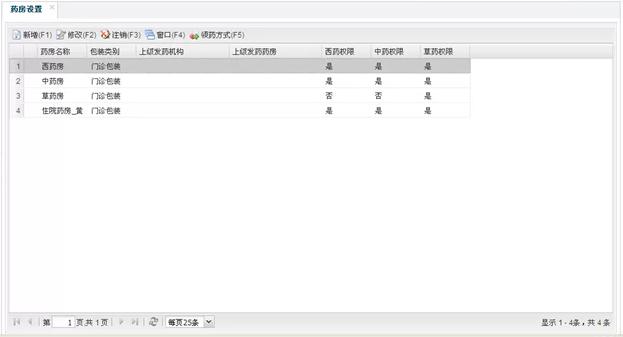 药房设置
新增(F1) 修改(F2) 注销(F3) 窗口(F4) 领药方式(F5)
药房名称 包装类别 上级发药机构 上级发药药房 西药权限 中药权限 草药权限
1 西药房 门诊包装 是 是 是
2 中药房 门诊包装 是 是 是
3 草药房 门诊包装 否 否 是
4 住院药房_黄 门诊包装 是 是 是
第 1 页,共 1 页 每页25条 显示 1 - 4条，共 4 条